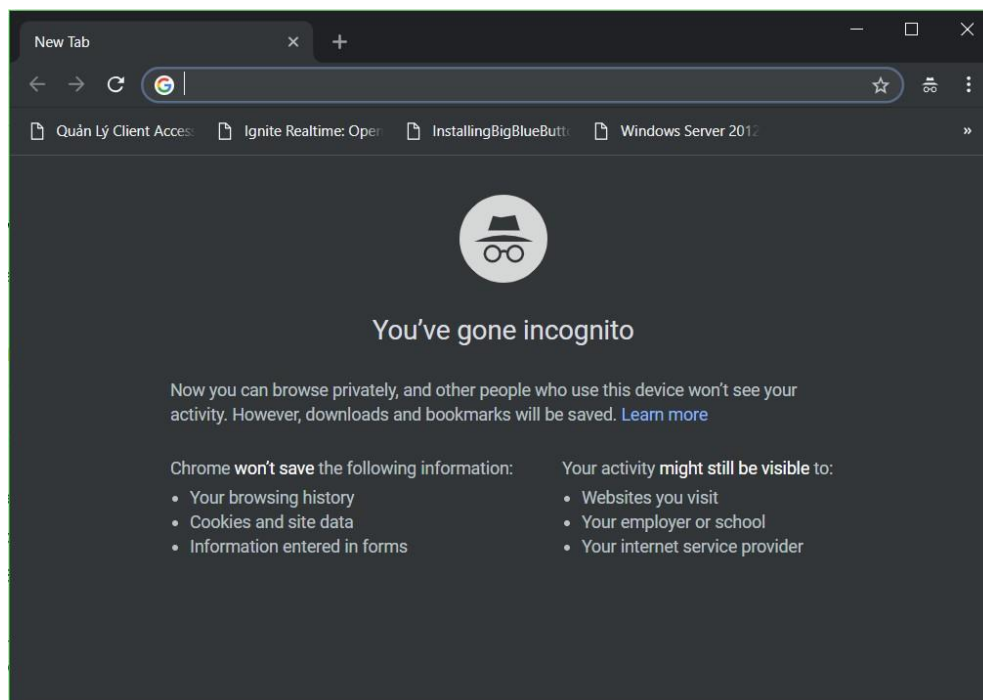 New Tab
Quản Lý Client Acces
Ignite Realtime: Open
InstallingBigBlueButto
Windows Server 2012
You've gone incognito
Now you can browse privately, and other people who use this device won't see your
activity. However, downloads and bookmarks will be saved. Learn more
Chrome won't save the following information:
Your browsing history
Cookies and site data
Information entered in forms
Your activity might still be visible to:
Websites you visit
Your employer or school
Your internet service provider